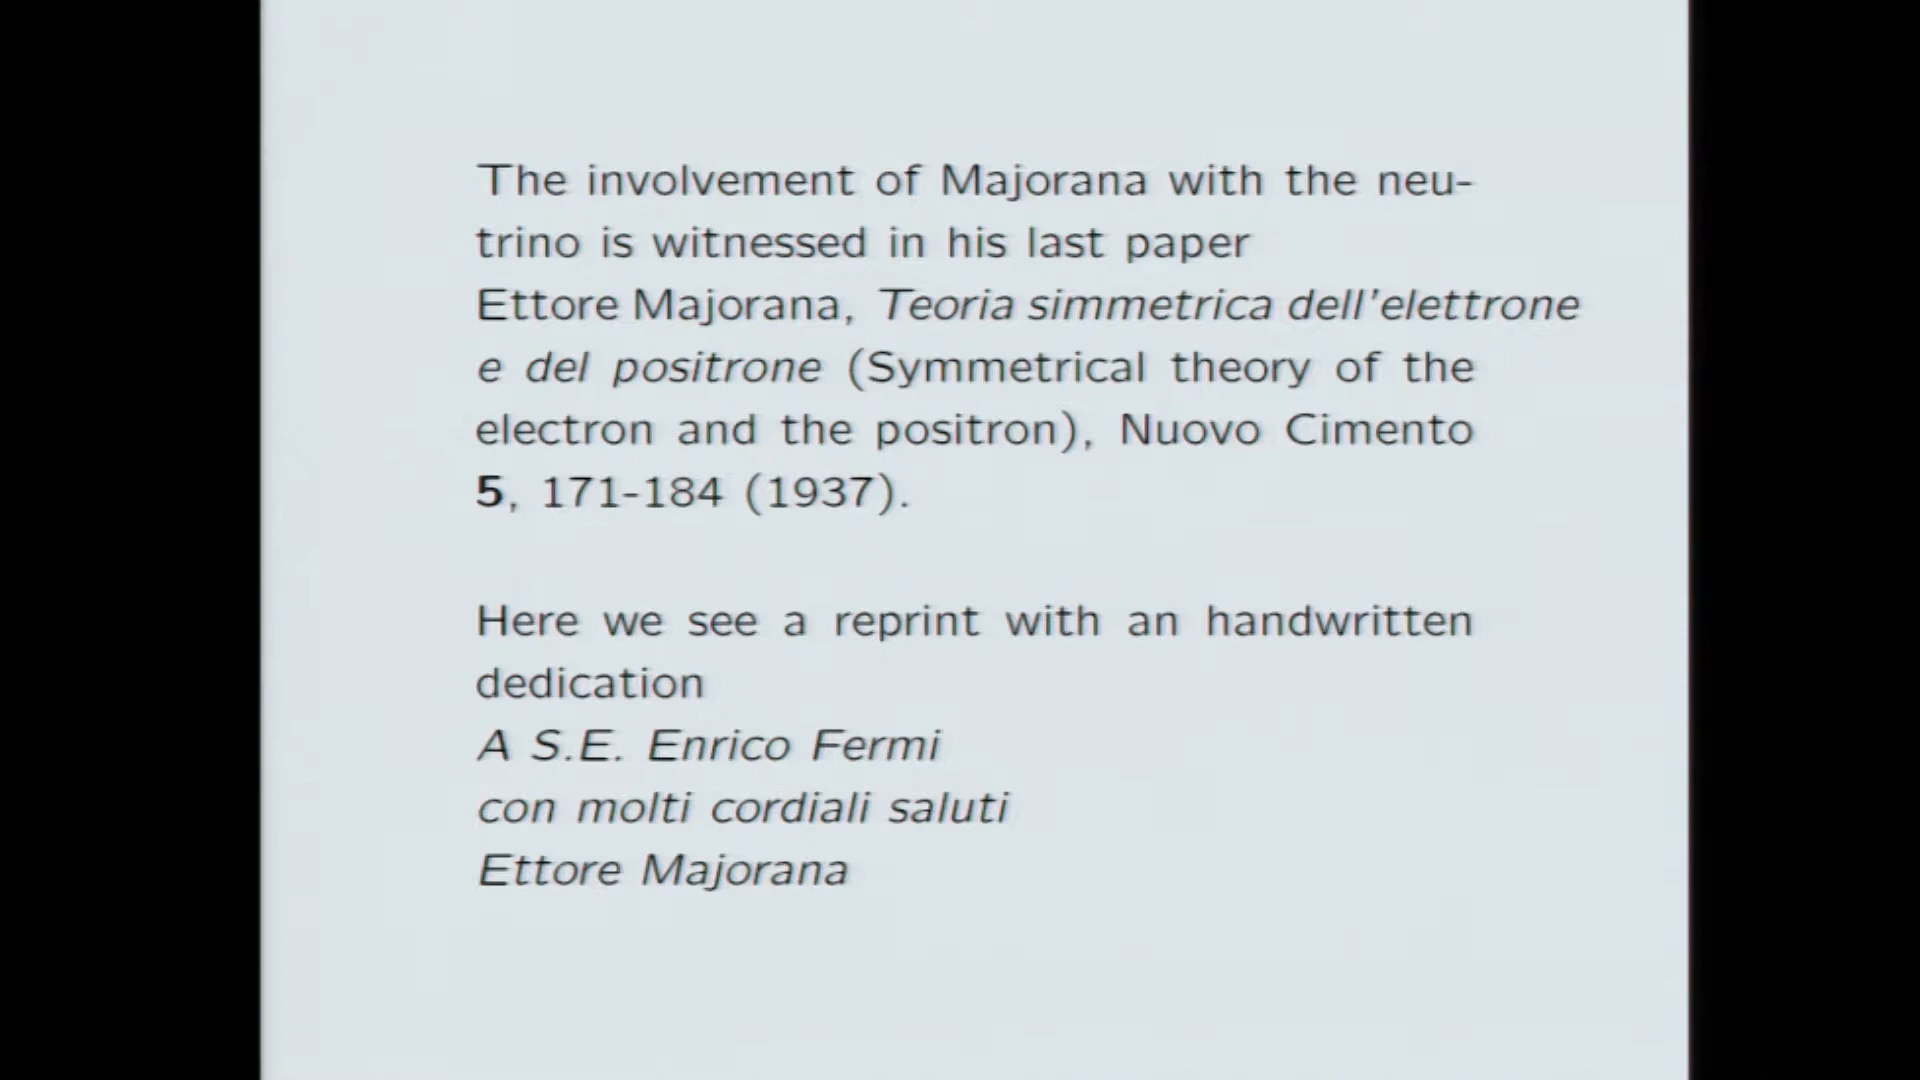 The involvement of Majorana with the neu-
trino is witnessed in his last paper
Ettore Majorana, Teoria simmetrica dell'elettrone
e del positrone (Symmetrical theory of the
electron and the positron), Nuovo Cimento
5, 171-184 (1937).
Here we see a reprint with an handwritten
dedication
A S.E. Enrico Fermi
con molti cordiali saluti
Ettore Majorana